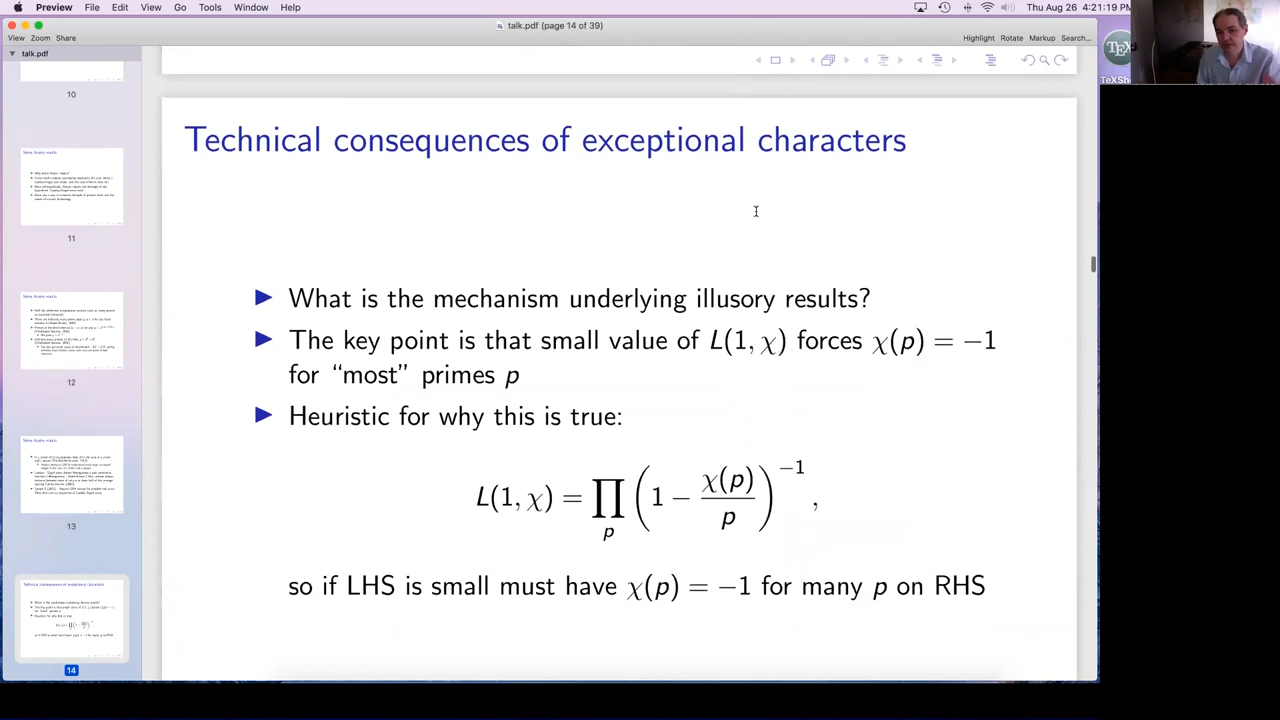 Preview File Edit View Go Tools Window Help
Thu Aug 26 4:21:19 PM
talk.pdf (page 14 of 39)
View Zoom Share
Highlight Rotate Markup Search...
talk.pdf
TeXSh
10
11
12
13
14
Technical consequences of exceptional characters
▶ What is the mechanism underlying illusory results?
▶ The key point is that small value of L(1, χ) forces χ(p) = −1
for “most” primes p
▶ Heuristic for why this is true:
L(1, χ) = ∏_p (1 − χ(p)/p)^{−1},
so if LHS is small must have χ(p) = −1 for many p on RHS